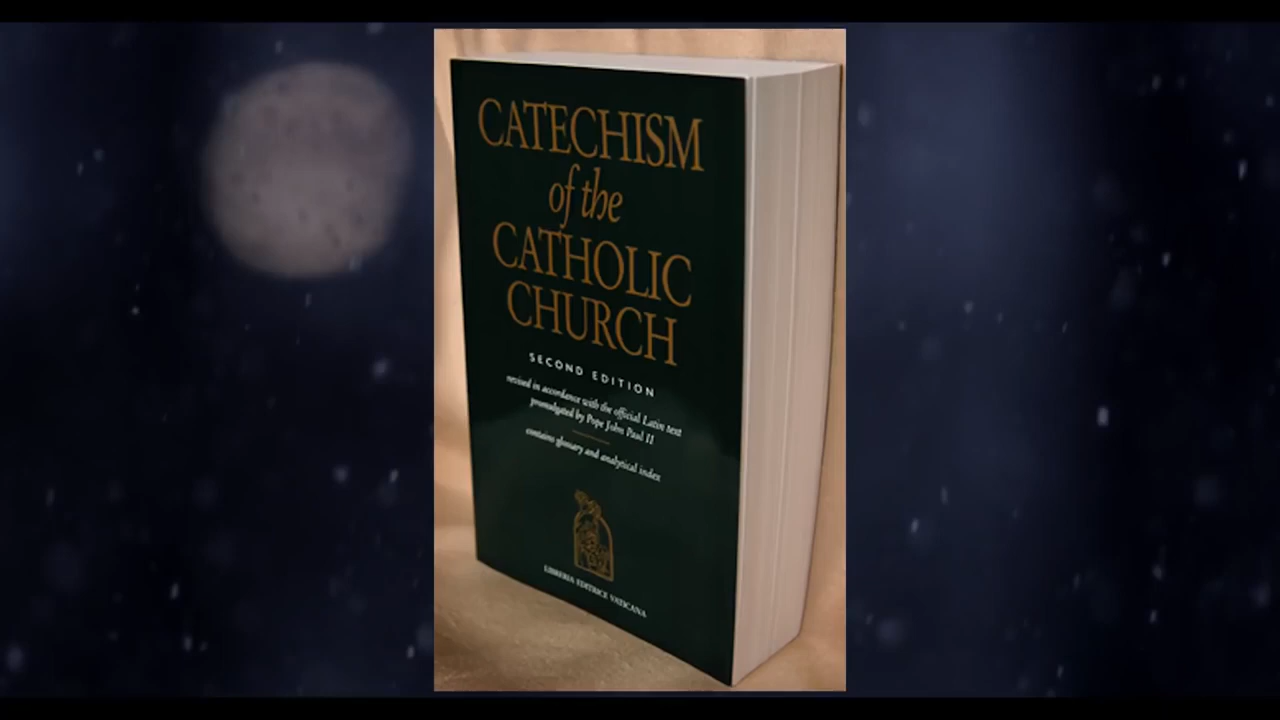 CATECHISM
of the
CATHOLIC
CHURCH
SECOND EDITION
revised in accordance with the official Latin text
promulgated by Pope John Paul II
contains glossary and analytical index
LIBRERIA EDITRICE VATICANA